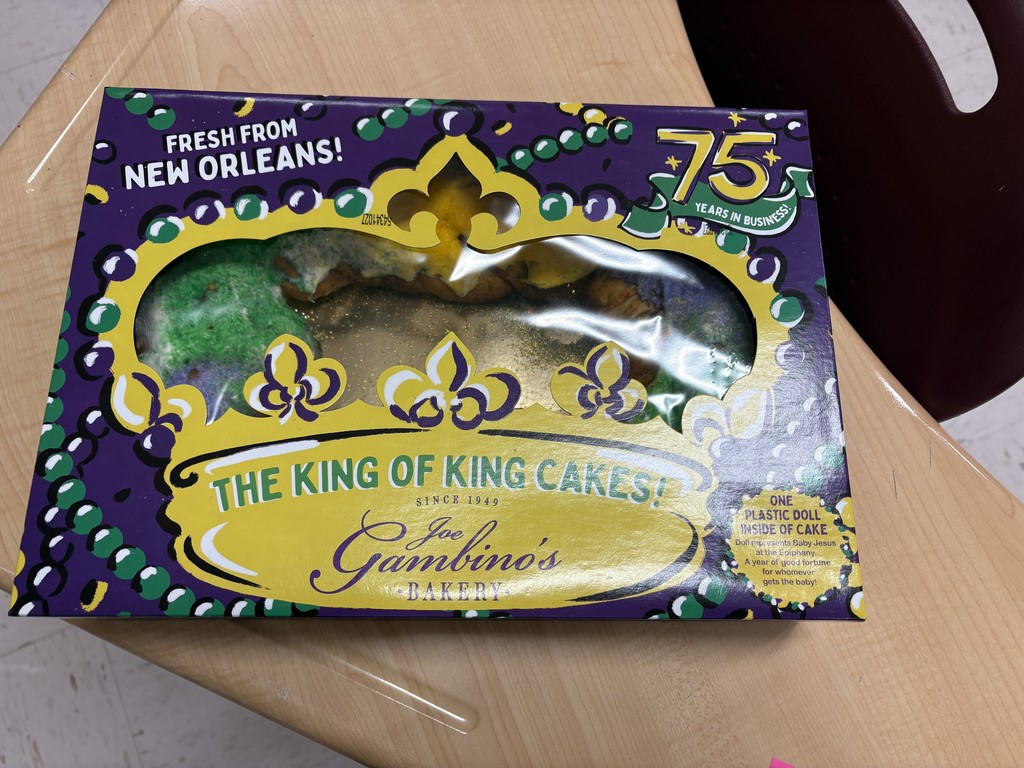 FRESH FROM
NEW ORLEANS!
75
YEARS IN BUSINESS!
54341027
THE KING OF KING CAKES!
SINCE 1949
Joe
Gambino's
·BAKERY·
ONE
PLASTIC DOLL
INSIDE OF CAKE
Doll represents Baby Jesus
at the Epiphany.
A year of good fortune
for whomever
gets the baby!